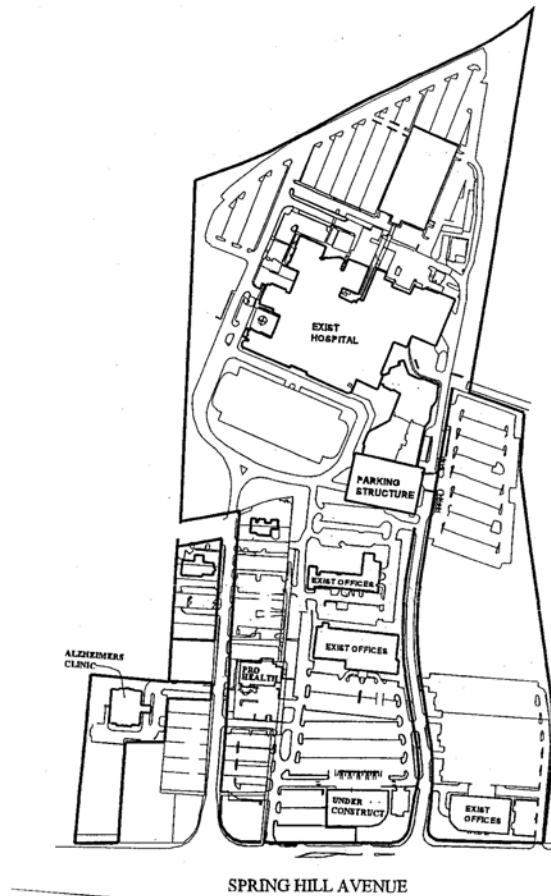 EXIST
HOSPITAL
PARKING
STRUCTURE
EXIST OFFICES
EXIST OFFICES
ALZHEIMERS
CLINIC
PRO
HEALTH
UNDER
CONSTRUCT
EXIST
OFFICES
SPRING HILL AVENUE